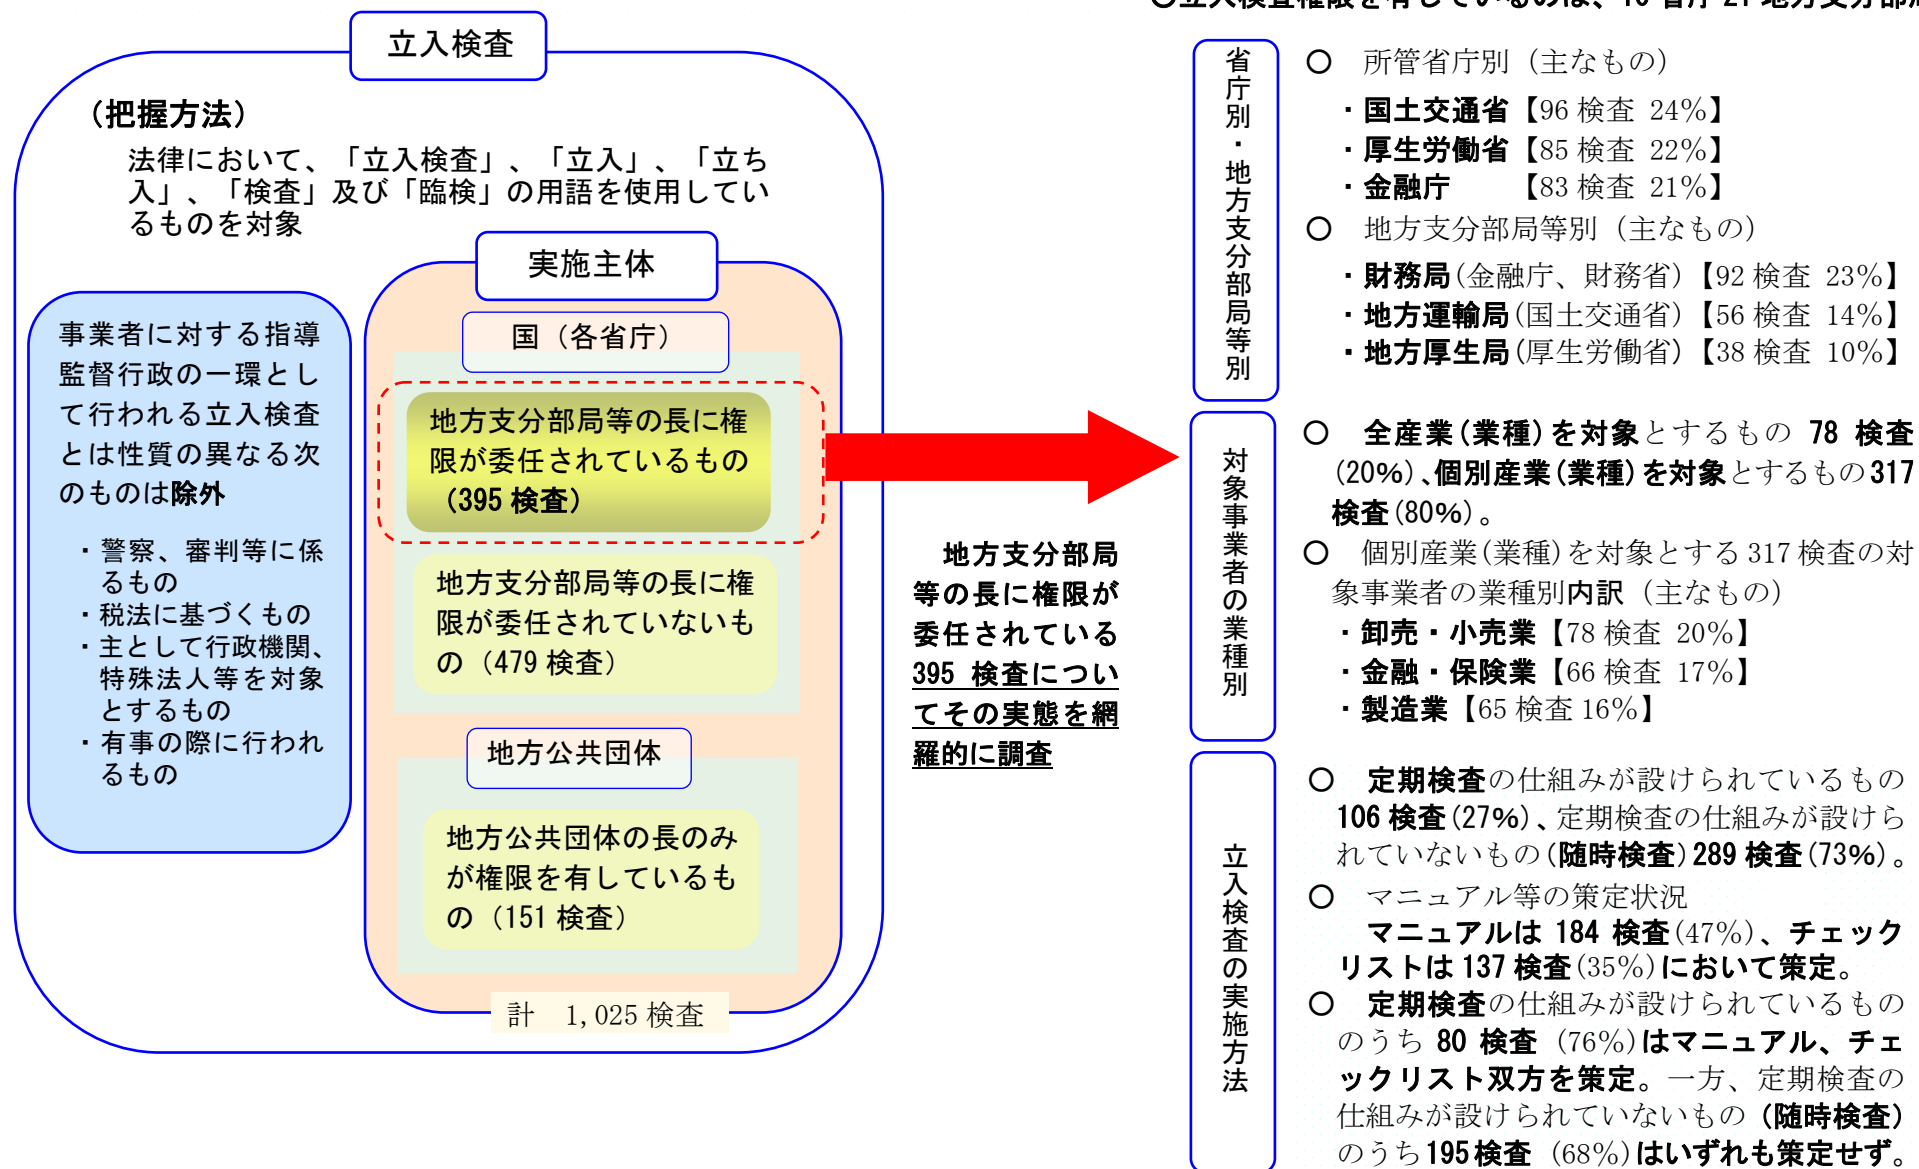 〇立入検査権限を有しているのは、
立入検査
（把握方法）
法律において、「立入検査」、「立入」、「立ち
入」、「検査」及び「臨検」の用語を使用してい
るものを対象
事業者に対する指導
監督行政の一環とし
て行われる立入検査
とは性質の異なる次
のものは除外
・警察、審判等に係
るもの
・税法に基づくもの
・主として行政機関、
特殊法人等を対象
とするもの
・有事の際に行われ
るもの
実施主体
国（各省庁）
地方支分部局等の長に権
限が委任されているもの
（395 検査）
地方支分部局等の長に権
限が委任されていないも
の（479 検査）
地方公共団体
地方公共団体の長のみ
が権限を有しているも
の（151 検査）
計　1,025 検査
地方支分部局
等の長に権限が
委任されている
395 検査につい
てその実態を網
羅的に調査
省庁別・地方支分部局等別
〇　所管省庁別（主なもの）
・国土交通省【96 検査 24％】
・厚生労働省【85 検査 22％】
・金融庁　　【83 検査 21％】
〇　地方支分部局等別（主なもの）
・財務局(金融庁、財務省)【92 検査 23％】
・地方運輸局(国土交通省)【56 検査 14％】
・地方厚生局(厚生労働省)【38 検査 10％】
対象事業者の業種別
〇　全産業(業種)を対象とするもの 78 検査
(20%)、個別産業(業種)を対象とするもの 317
検査(80%)。
〇　個別産業(業種)を対象とする 317 検査の対
象事業者の業種別内訳（主なもの）
・卸売・小売業【78 検査 20％】
・金融・保険業【66 検査 17％】
・製造業【65 検査 16％】
立入検査の実施方法
〇　定期検査の仕組みが設けられているもの
106 検査(27%)、定期検査の仕組みが設けら
れていないもの(随時検査)289 検査(73%)。
〇　マニュアル等の策定状況
マニュアルは 184 検査(47％)、チェック
リストは 137 検査(35％)において策定。
〇　定期検査の仕組みが設けられているもの
のうち 80 検査 (76％)はマニュアル、チェ
ックリスト双方を策定。一方、定期検査の
仕組みが設けられていないもの (随時検査)
のうち 195 検査 (68％)はいずれも策定せず。